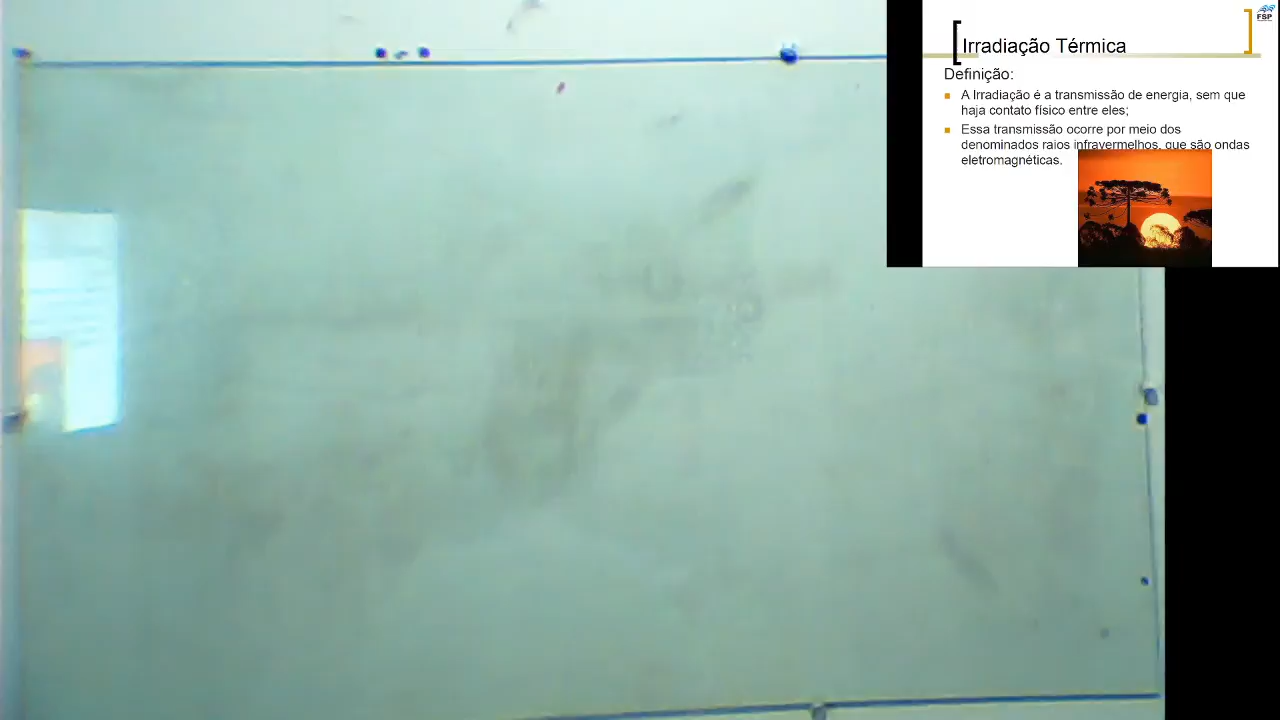 FSP
Irradiação Térmica
Definição:
A Irradiação é a transmissão de energia, sem que
haja contato físico entre eles;
Essa transmissão ocorre por meio dos
denominados raios infravermelhos, que são ondas
eletromagnéticas.